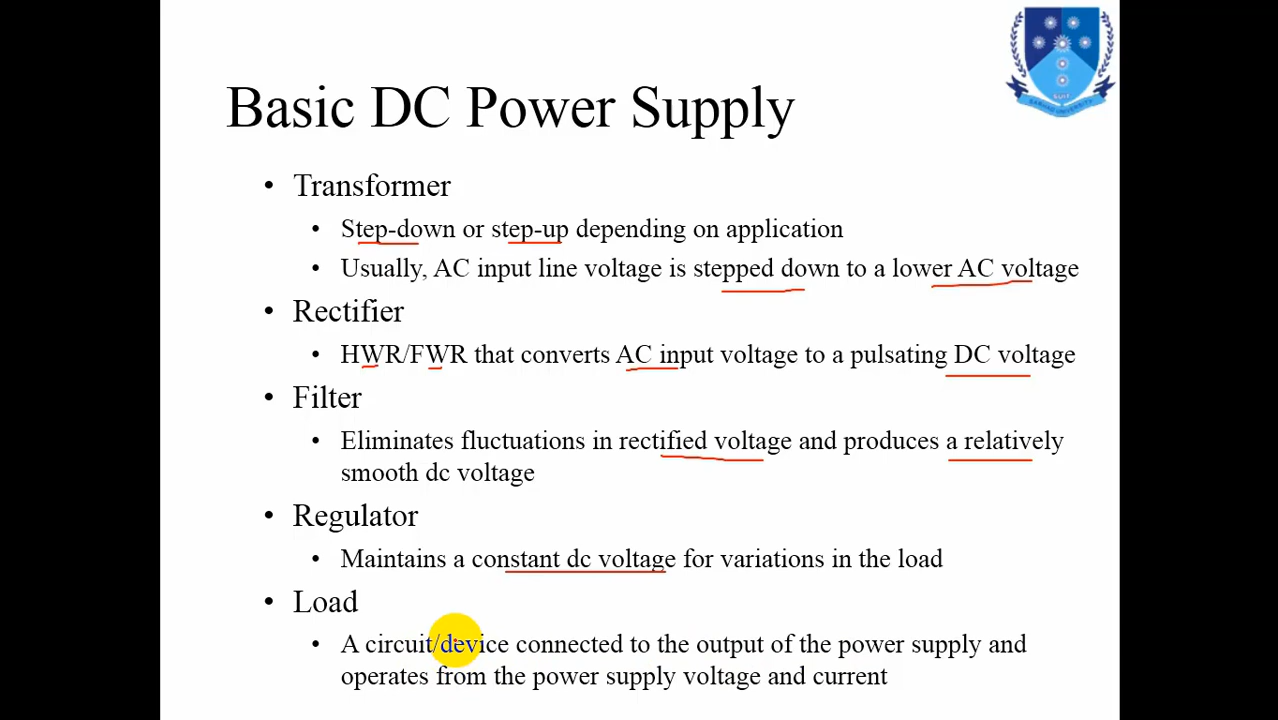 Basic DC Power Supply
• Transformer
• Step-down or step-up depending on application
• Usually, AC input line voltage is stepped down to a lower AC voltage
• Rectifier
• HWR/FWR that converts AC input voltage to a pulsating DC voltage
• Filter
• Eliminates fluctuations in rectified voltage and produces a relatively
smooth dc voltage
• Regulator
• Maintains a constant dc voltage for variations in the load
• Load
• A circuit/device connected to the output of the power supply and
operates from the power supply voltage and current
SUIT
SARHAD UNIVERSITY